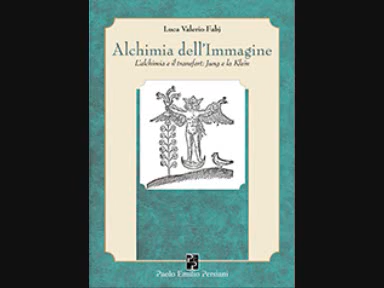 Luca Valerio Fabj
Alchimia dell'Immagine
L'alchimia e il transfert: Jung e la Klein
Paolo Emilio Persiani